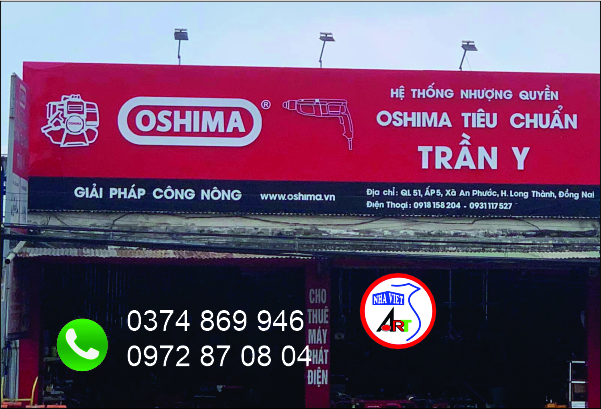 OSHIMA ®
HỆ THỐNG NHƯỢNG QUYỀN
OSHIMA TIÊU CHUẨN
TRẦN Y
GIẢI PHÁP CÔNG NÔNG
www.oshima.vn
Địa chỉ: QL 51, ẤP 5, Xã An Phước, H. Long Thành, Đồng Nai
Điện Thoại: 0918 158 204 - 0931 117 527
CHO
THUÊ
MÁY
PHÁT
ĐIỆN
NHÀ VIỆT
ART
0374 869 946
0972 87 08 04